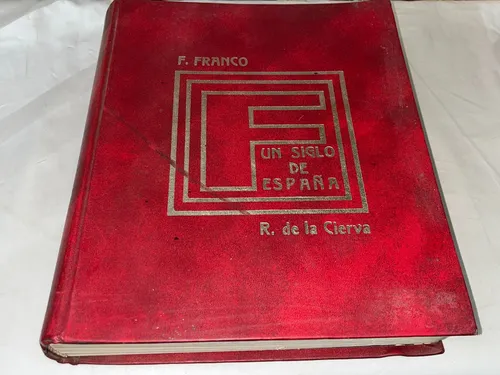 F. FRANCO
F
UN SIGLO
DE
ESPAÑA
R. de la Cierva